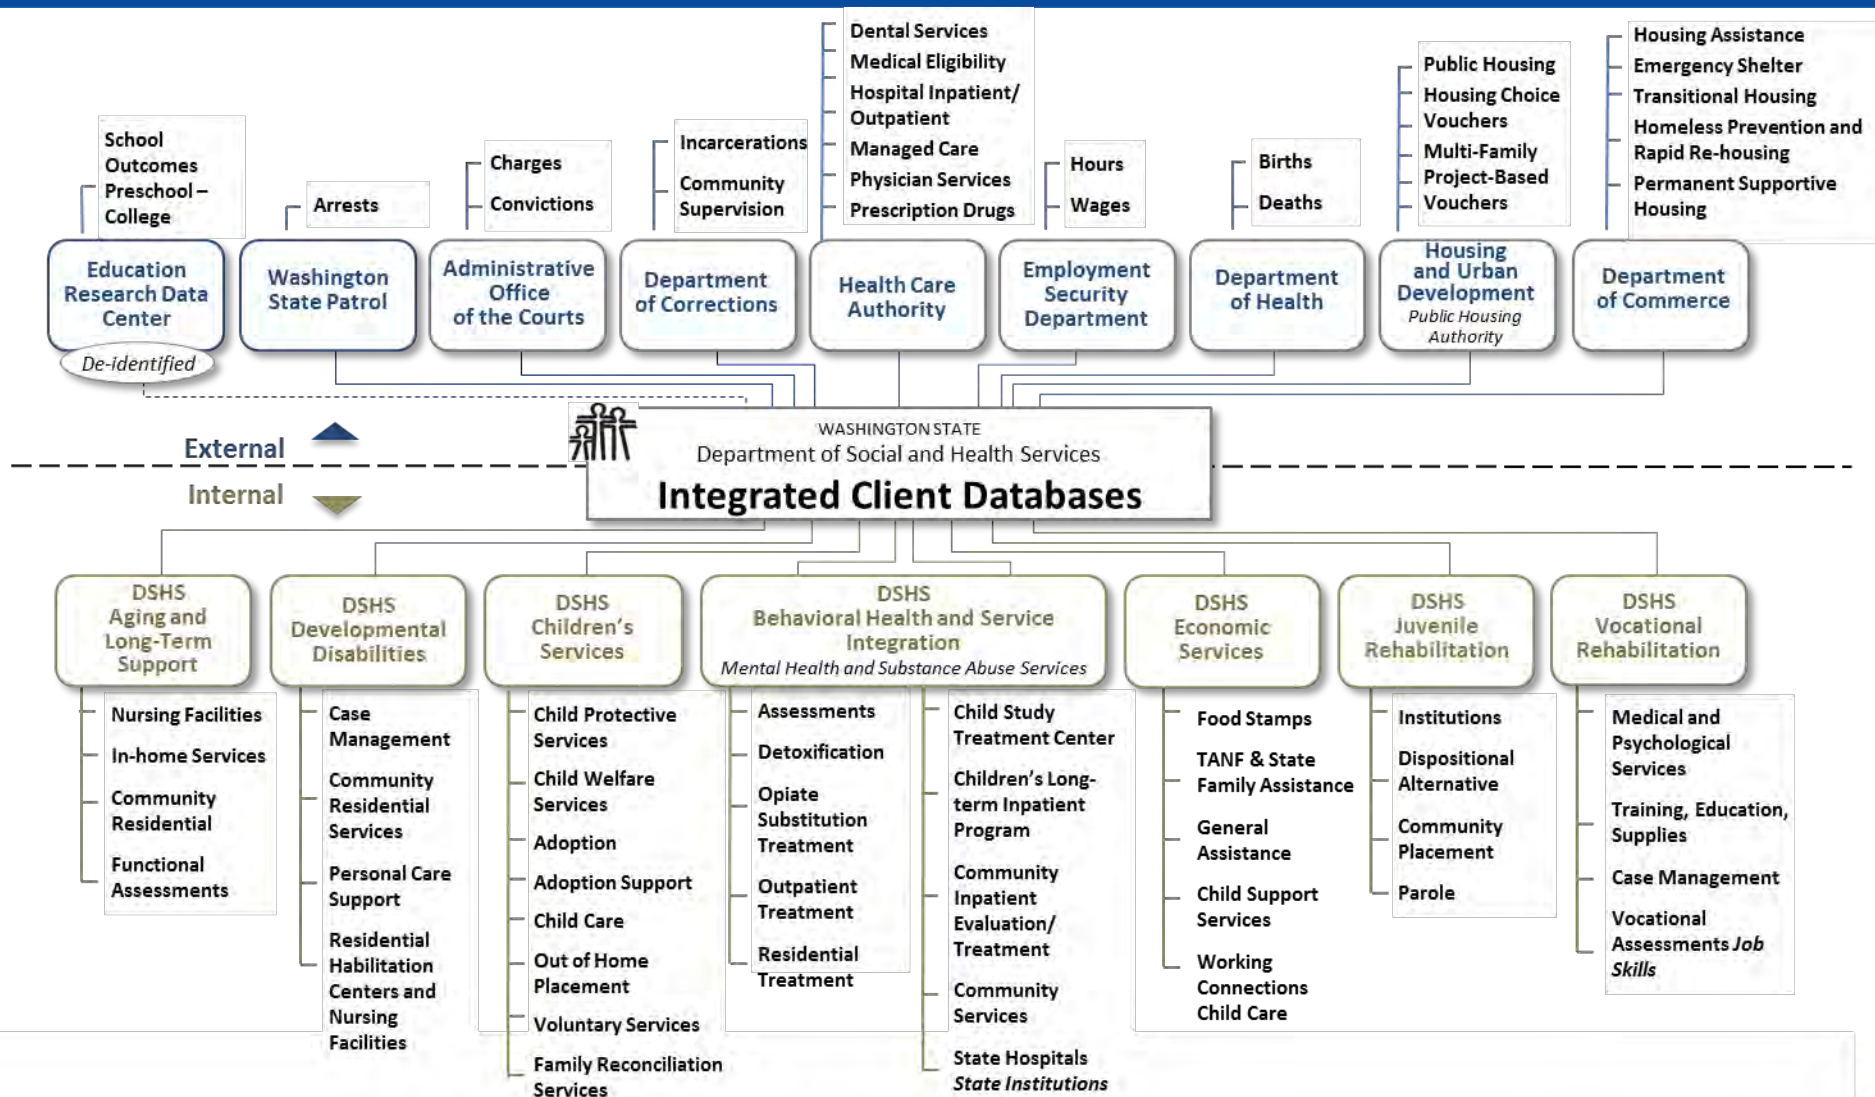 School
Outcomes
Preschool –
College
Arrests
Charges
Convictions
Incarcerations
Community
Supervision
Dental Services
Medical Eligibility
Hospital Inpatient/
Outpatient
Managed Care
Physician Services
Prescription Drugs
Hours
Wages
Births
Deaths
Public Housing
Housing Choice
Vouchers
Multi-Family
Project-Based
Vouchers
Housing Assistance
Emergency Shelter
Transitional Housing
Homeless Prevention and
Rapid Re-housing
Permanent Supportive
Housing
Education
Research Data
Center
De-identified
Washington
State Patrol
Administrative
Office
of the Courts
Department
of Corrections
Health Care
Authority
Employment
Security
Department
Department
of Health
Housing
and Urban
Development
Public Housing
Authority
Department
of Commerce
External
Internal
WASHINGTON STATE
Department of Social and Health Services
Integrated Client Databases
DSHS
Aging and
Long-Term
Support
Nursing Facilities
In-home Services
Community
Residential
Functional
Assessments
DSHS
Developmental
Disabilities
Case
Management
Community
Residential
Services
Personal Care
Support
Residential
Habilitation
Centers and
Nursing
Facilities
DSHS
Children's
Services
Child Protective
Services
Child Welfare
Services
Adoption
Adoption Support
Child Care
Out of Home
Placement
Voluntary Services
Family Reconciliation
Services
DSHS
Behavioral Health and Service
Integration
Mental Health and Substance Abuse Services
Assessments
Detoxification
Opiate
Substitution
Treatment
Outpatient
Treatment
Residential
Treatment
Child Study
Treatment Center
Children's Long-
term Inpatient
Program
Community
Inpatient
Evaluation/
Treatment
Community
Services
State Hospitals
State Institutions
DSHS
Economic
Services
Food Stamps
TANF & State
Family Assistance
General
Assistance
Child Support
Services
Working
Connections
Child Care
DSHS
Juvenile
Rehabilitation
Institutions
Dispositional
Alternative
Community
Placement
Parole
DSHS
Vocational
Rehabilitation
Medical and
Psychological
Services
Training, Education,
Supplies
Case Management
Vocational
Assessments Job
Skills